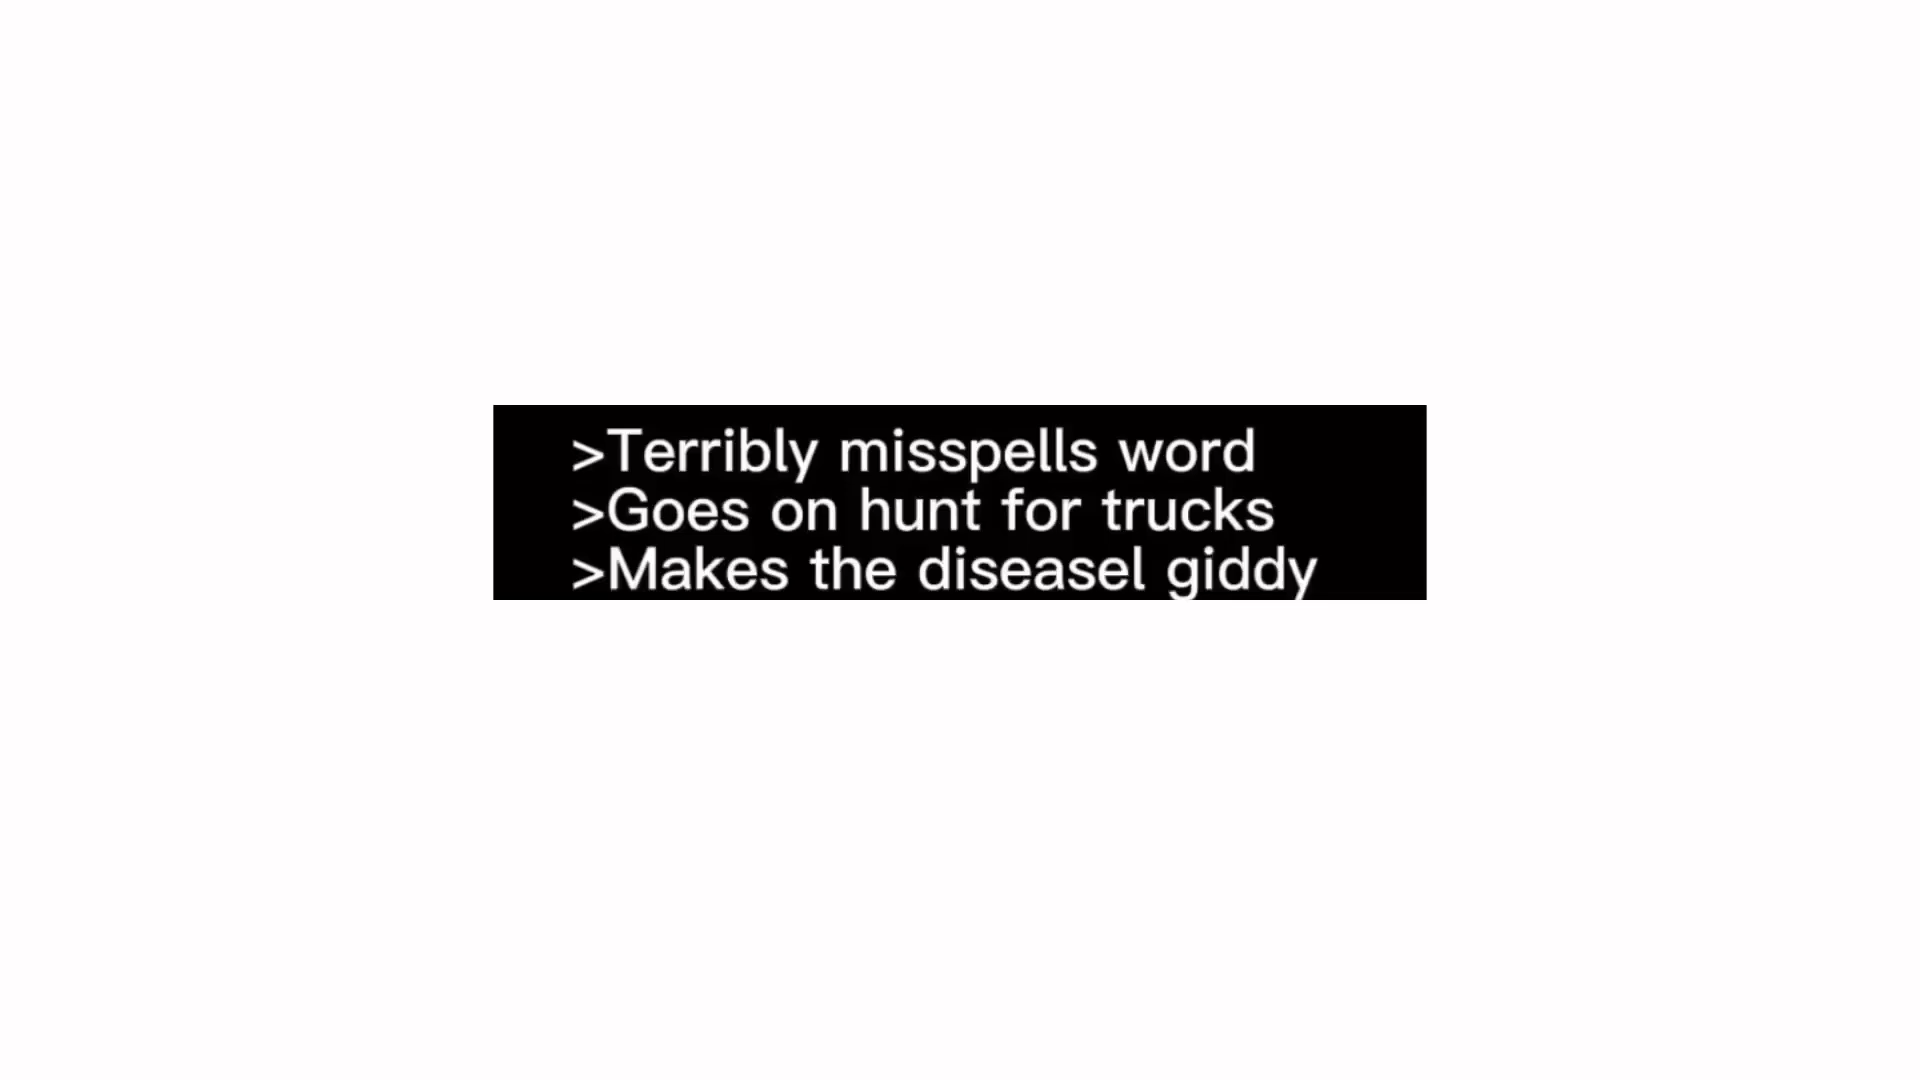 >Terribly misspells word
>Goes on hunt for trucks
>Makes the diseasel giddy